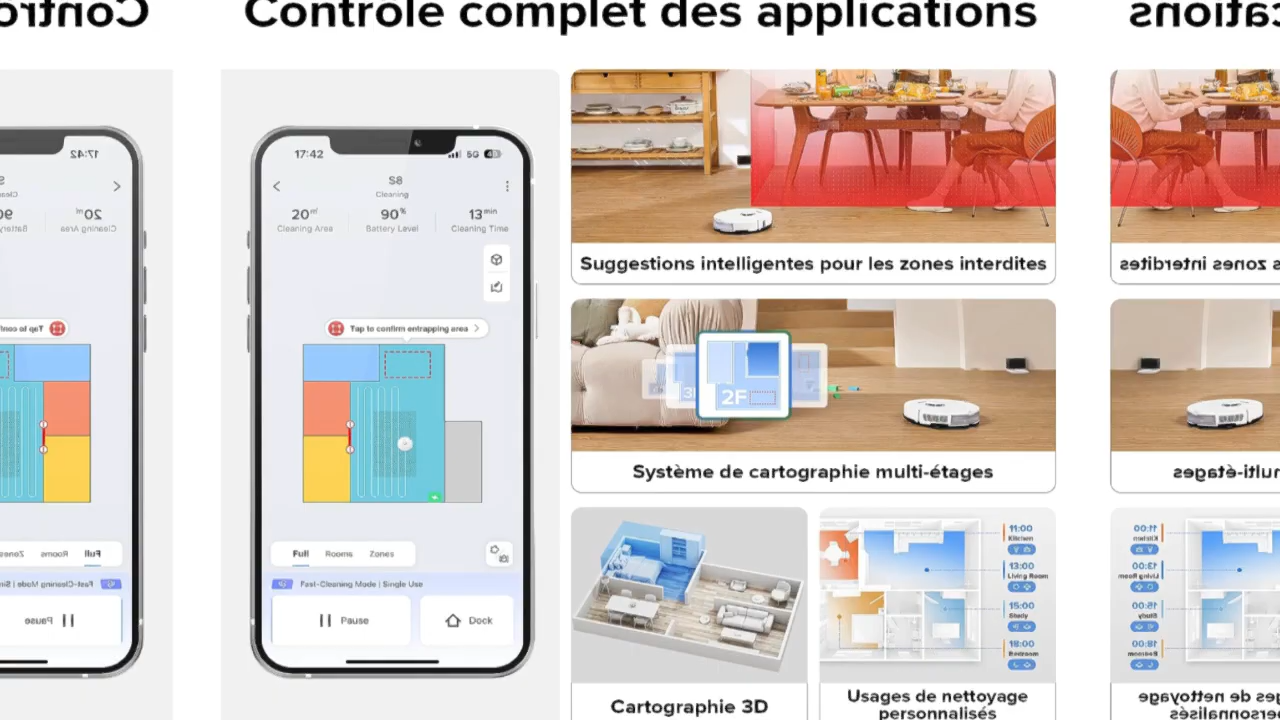 Contrôle complet des applications
17:42
5G
S8
Cleaning
20m²
90%
13min
Cleaning Area
Battery Level
Cleaning Time
Tap to confirm entrapping area
Full
Rooms
Zones
Fast-Cleaning Made | Single Use
Pause
Dock
Suggestions intelligentes pour les zones interdites
2F
Système de cartographie multi-étages
Cartographie 3D
11:00
Kitchen
13:00
Living Room
15:00
Study
18:00
Bedroom
Usages de nettoyage
personnalisés